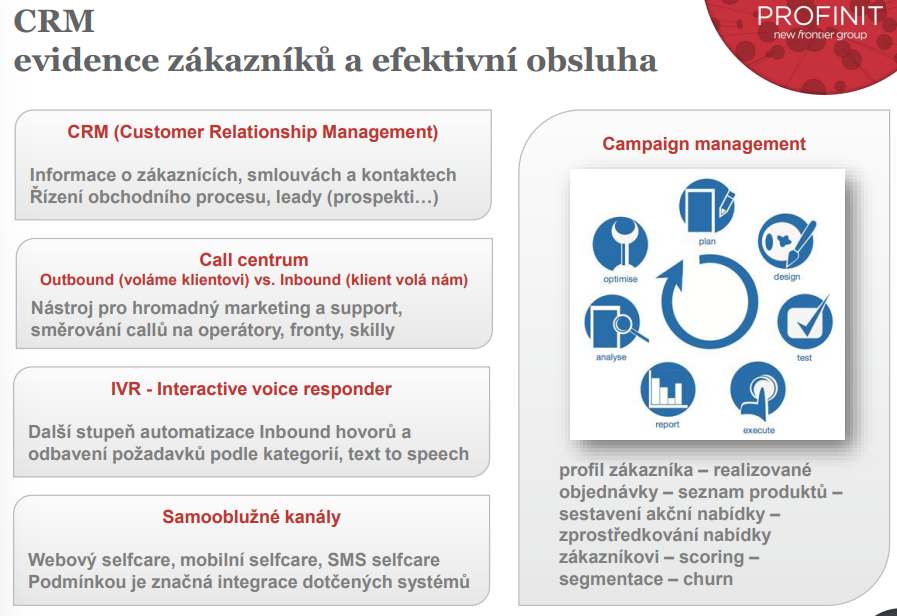 CRM
evidence zákazníků a efektivní obsluha
PROFINIT
new frontier group
CRM (Customer Relationship Management)
Informace o zákaznících, smlouvách a kontaktech
Řízení obchodního procesu, leady (prospekti…)
Call centrum
Outbound (voláme klientovi) vs. Inbound (klient volá nám)
Nástroj pro hromadný marketing a support,
směrování callů na operátory, fronty, skilly
IVR - Interactive voice responder
Další stupeň automatizace Inbound hovorů a
odbavení požadavků podle kategorií, text to speech
Samooblužné kanály
Webový selfcare, mobilní selfcare, SMS selfcare
Podmínkou je značná integrace dotčených systémů
Campaign management
plan
design
test
execute
report
analyse
optimise
profil zákazníka – realizované
objednávky – seznam produktů –
sestavení akční nabídky –
zprostředkování nabídky
zákazníkovi – scoring –
segmentace – churn